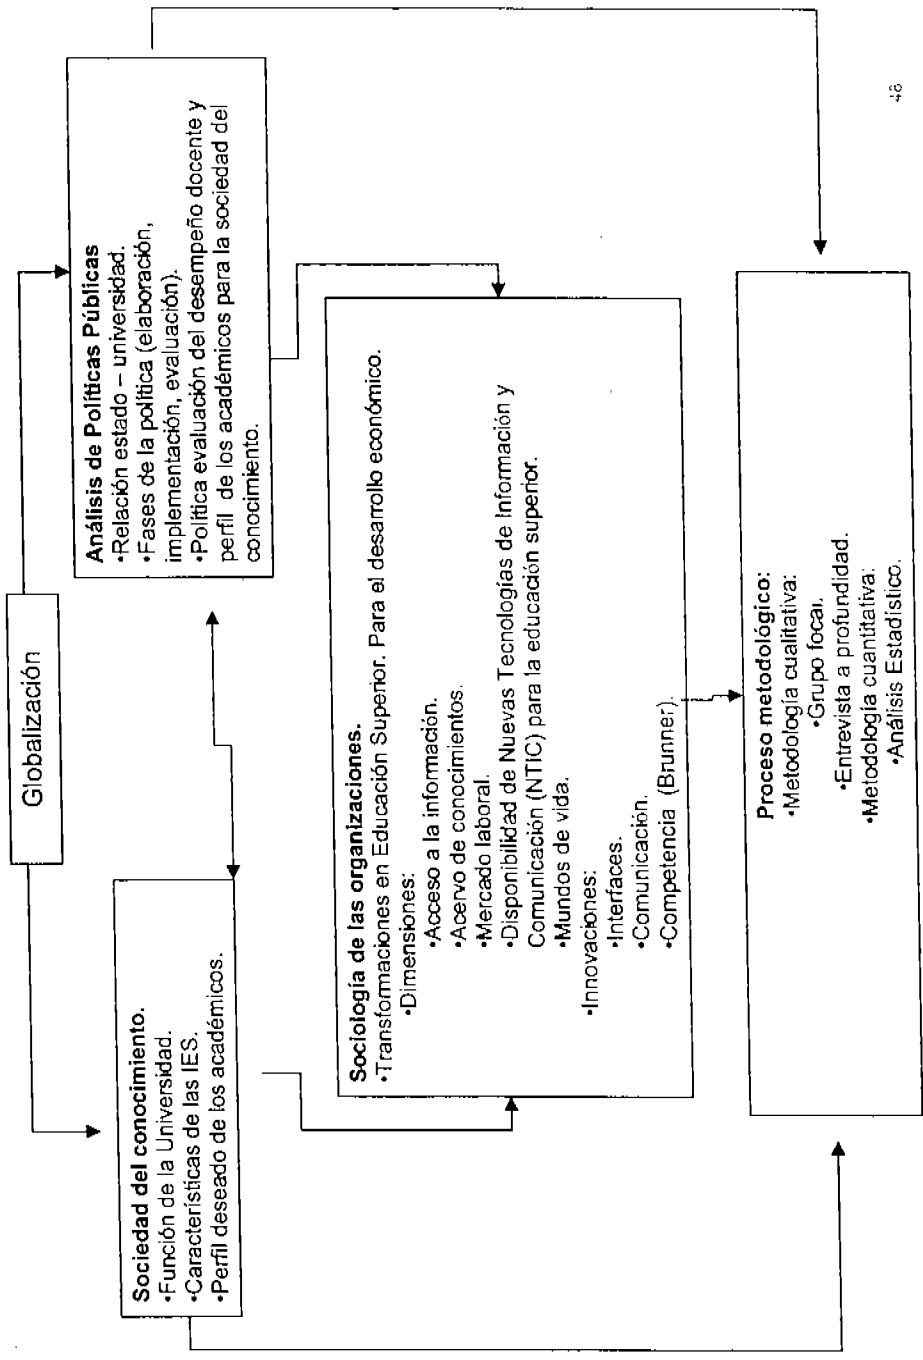 Globalización
Sociedad del conocimiento.
•Función de la Universidad.
•Características de las IES.
•Perfil deseado de los académicos.
Análisis de Políticas Públicas
•Relación estado – universidad.
•Fases de la política (elaboración,
implementación, evaluación).
•Política evaluación del desempeño docente y
perfil de los académicos para la sociedad del
conocimiento.
Sociología de las organizaciones.
•Transformaciones en Educación Superior. Para el desarrollo económico.
•Dimensiones:
•Acceso a la información.
•Acervo de conocimientos.
•Mercado laboral.
•Disponibilidad de Nuevas Tecnologías de Información y
Comunicación (NTIC) para la educación superior.
•Mundos de vida.
•Innovaciones:
•Interfaces.
•Comunicación.
•Competencia (Brunner).
Proceso metodológico:
•Metodología cualitativa:
•Grupo focal.
•Entrevista a profundidad.
•Metodología cuantitativa:
•Análisis Estadístico.
48